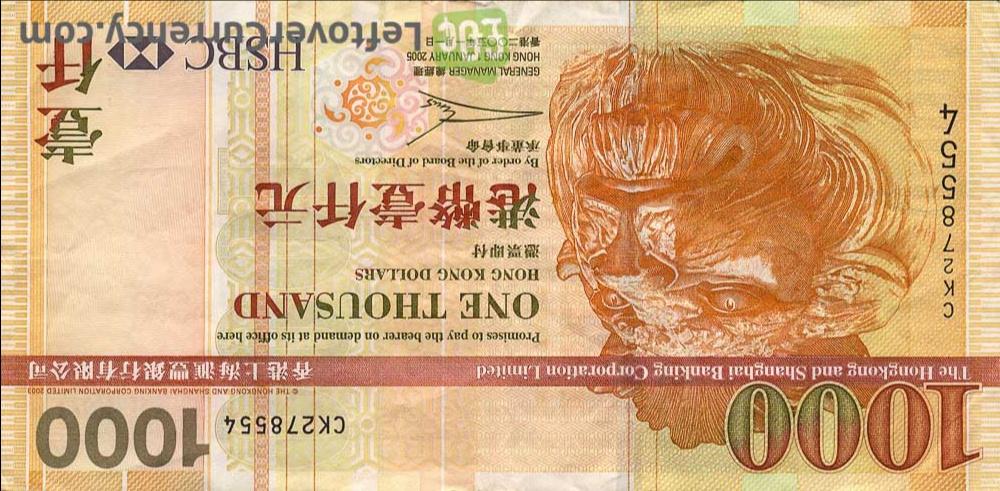 1000
CK278554
1000
© THE HONGKONG AND SHANGHAI BANKING CORPORATION LIMITED 2003
The Hongkong and Shanghai Banking Corporation Limited
香港上海滙豐銀行有限公司
Promises to pay the bearer on demand at its office here
ONE THOUSAND
HONG KONG DOLLARS
憑票即付
港幣壹仟元
By order of the Board of Directors
承董事會命
GENERAL MANAGER 總經理
HONG KONG 1 JANUARY 2005
香港二〇〇五年一月一日
CK278554
壹仟
HSBC
LeftoverCurrency.com